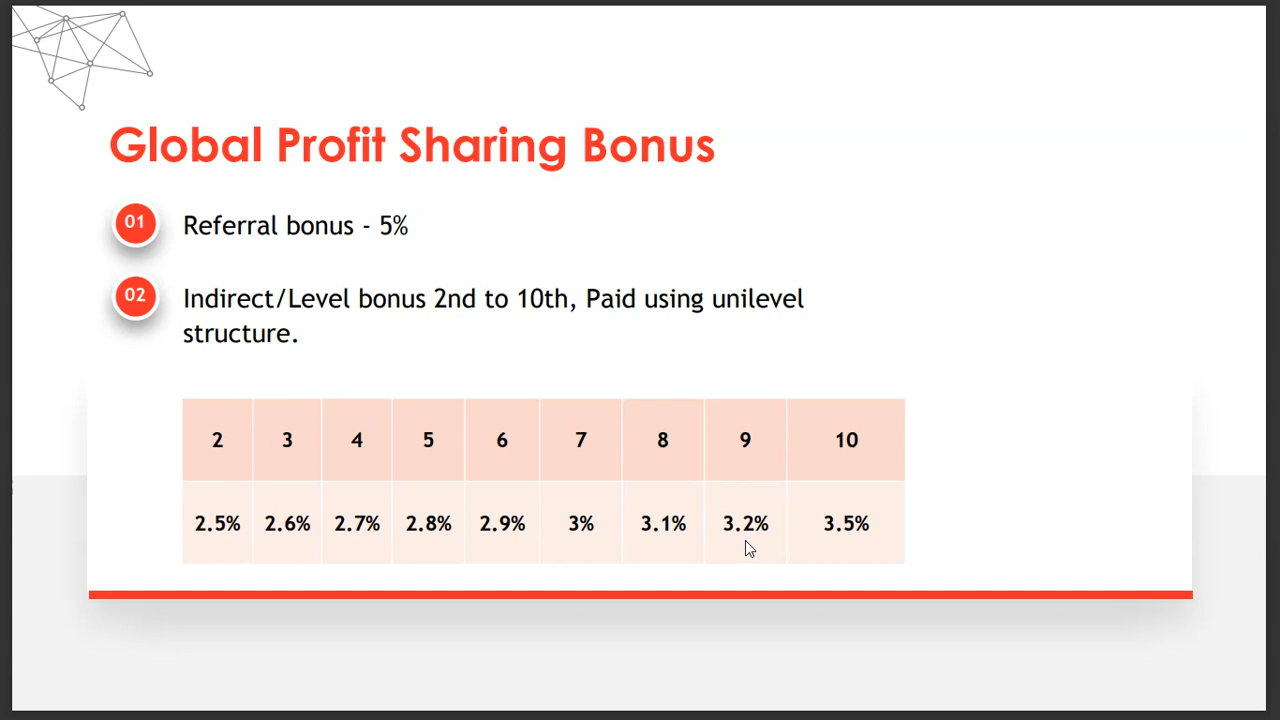 Global Profit Sharing Bonus
01
Referral bonus - 5%
02
Indirect/Level bonus 2nd to 10th, Paid using unilevel
structure.
2 3 4 5 6 7 8 9 10
2.5% 2.6% 2.7% 2.8% 2.9% 3% 3.1% 3.2% 3.5%